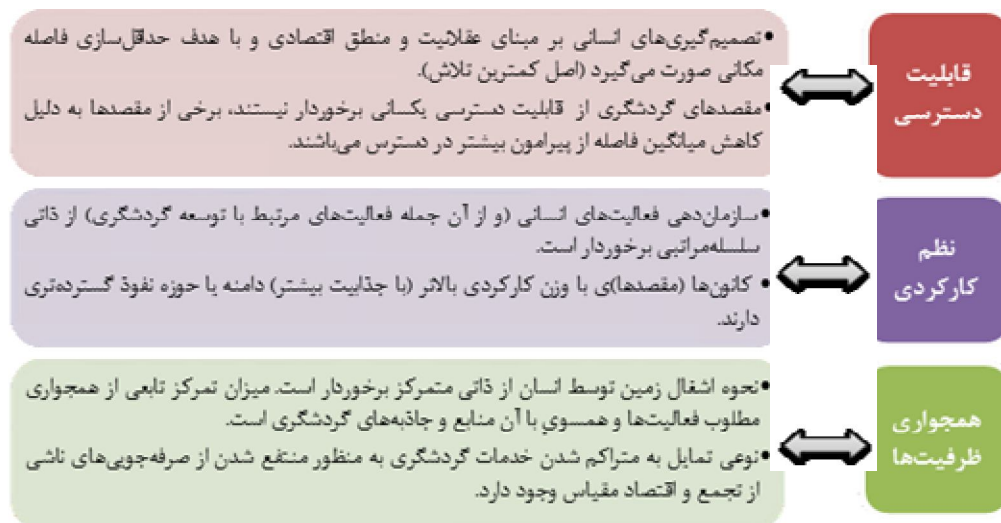 قابلیت
دسترسی
•تصمیم‌گیری‌های انسانی بر مبنای عقلانیت و منطق اقتصادی و با هدف حداقل‌سازی فاصله
مکانی صورت می‌گیرد (اصل کمترین تلاش).
•مقصدهای گردشگری از قابلیت دسترسی یکسانی برخوردار نیستند، برخی از مقصدها به دلیل
کاهش میانگین فاصله از پیرامون بیشتر در دسترس می‌باشند.
نظم
کارکردی
•سازمان‌دهی فعالیت‌های انسانی (و از آن جمله فعالیت‌های مرتبط با توسعه گردشگری) از ذاتی
سلسله‌مراتبی برخوردار است.
• کانون‌ها (مقصدها)ی با وزن کارکردی بالاتر (با جذابیت بیشتر) دامنه یا حوزه نفوذ گسترده‌تری
دارند.
همجواری
ظرفیت‌ها
•نحوه اشغال زمین توسط انسان از ذاتی متمرکز برخوردار است. میزان تمرکز تابعی از همجواری
مطلوب فعالیت‌ها و همسویِ با آن منابع و جاذبه‌های گردشگری است.
•نوعی تمایل به متراکم شدن خدمات گردشگری به منظور منتفع شدن از صرفه‌جویی‌های ناشی
از تجمع و اقتصاد مقیاس وجود دارد.